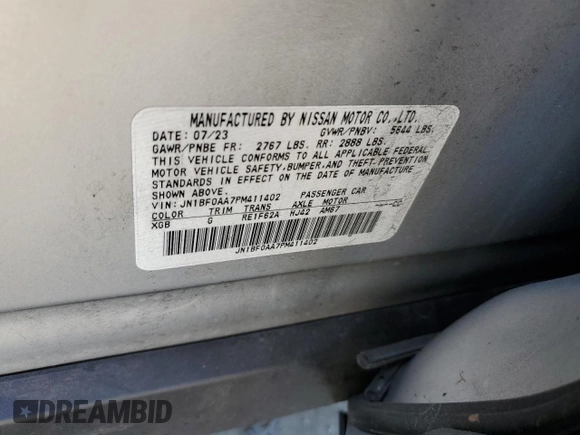 MANUFACTURED BY NISSAN MOTOR CO.,LTD.
DATE: 07/23 GVWR/PNBV: 5644 LBS.
GAWR/PNBE FR: 2767 LBS. RR: 2888 LBS.
THIS VEHICLE CONFORMS TO ALL APPLICABLE FEDERAL
MOTOR VEHICLE SAFETY,BUMPER,AND THEFT PREVENTION
STANDARDS IN EFFECT ON THE DATE OF MANUFACTURE
SHOWN ABOVE.
VIN: JN1BF0AA7PM411402 PASSENGER CAR
COLOR TRIM TRANS AXLE MOTOR
XGB G RE1F62A HJ42 AM67
JN1BF0AA7PM411402
DREAMBID